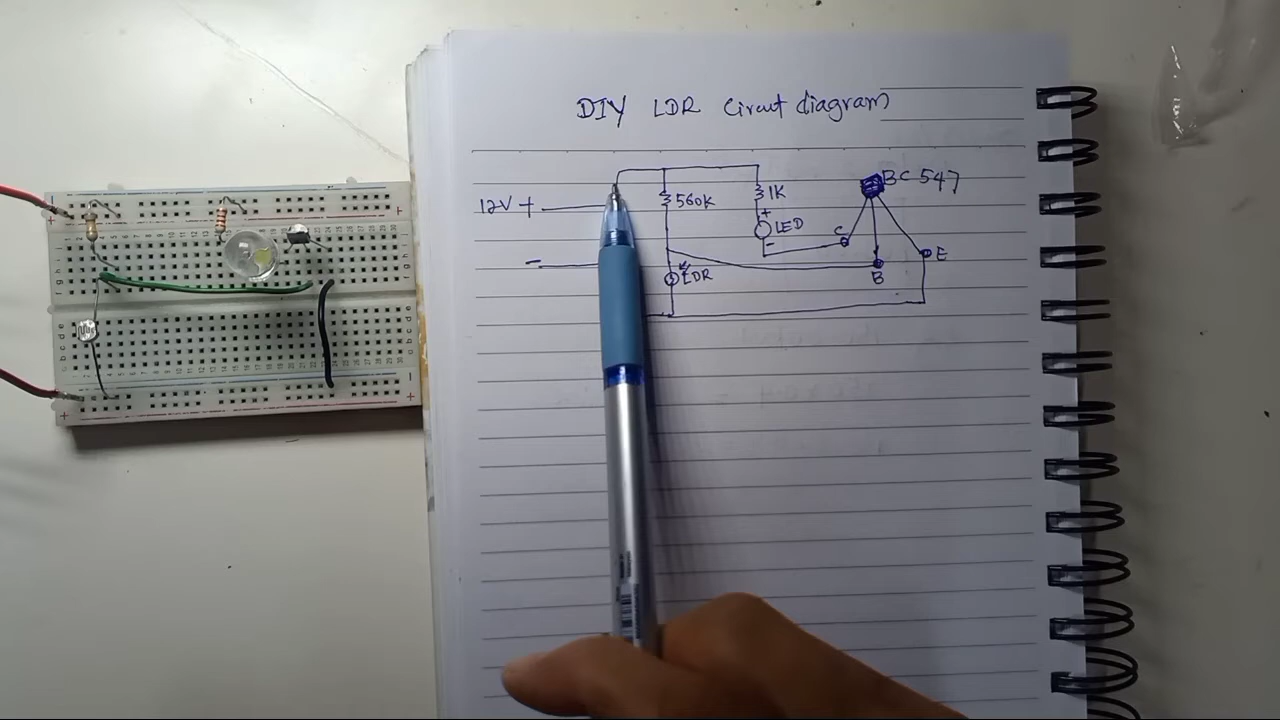 DIY LDR Circut diagram
12V + 560K 1K BC 547
+ LED
C
- - E
LDR B